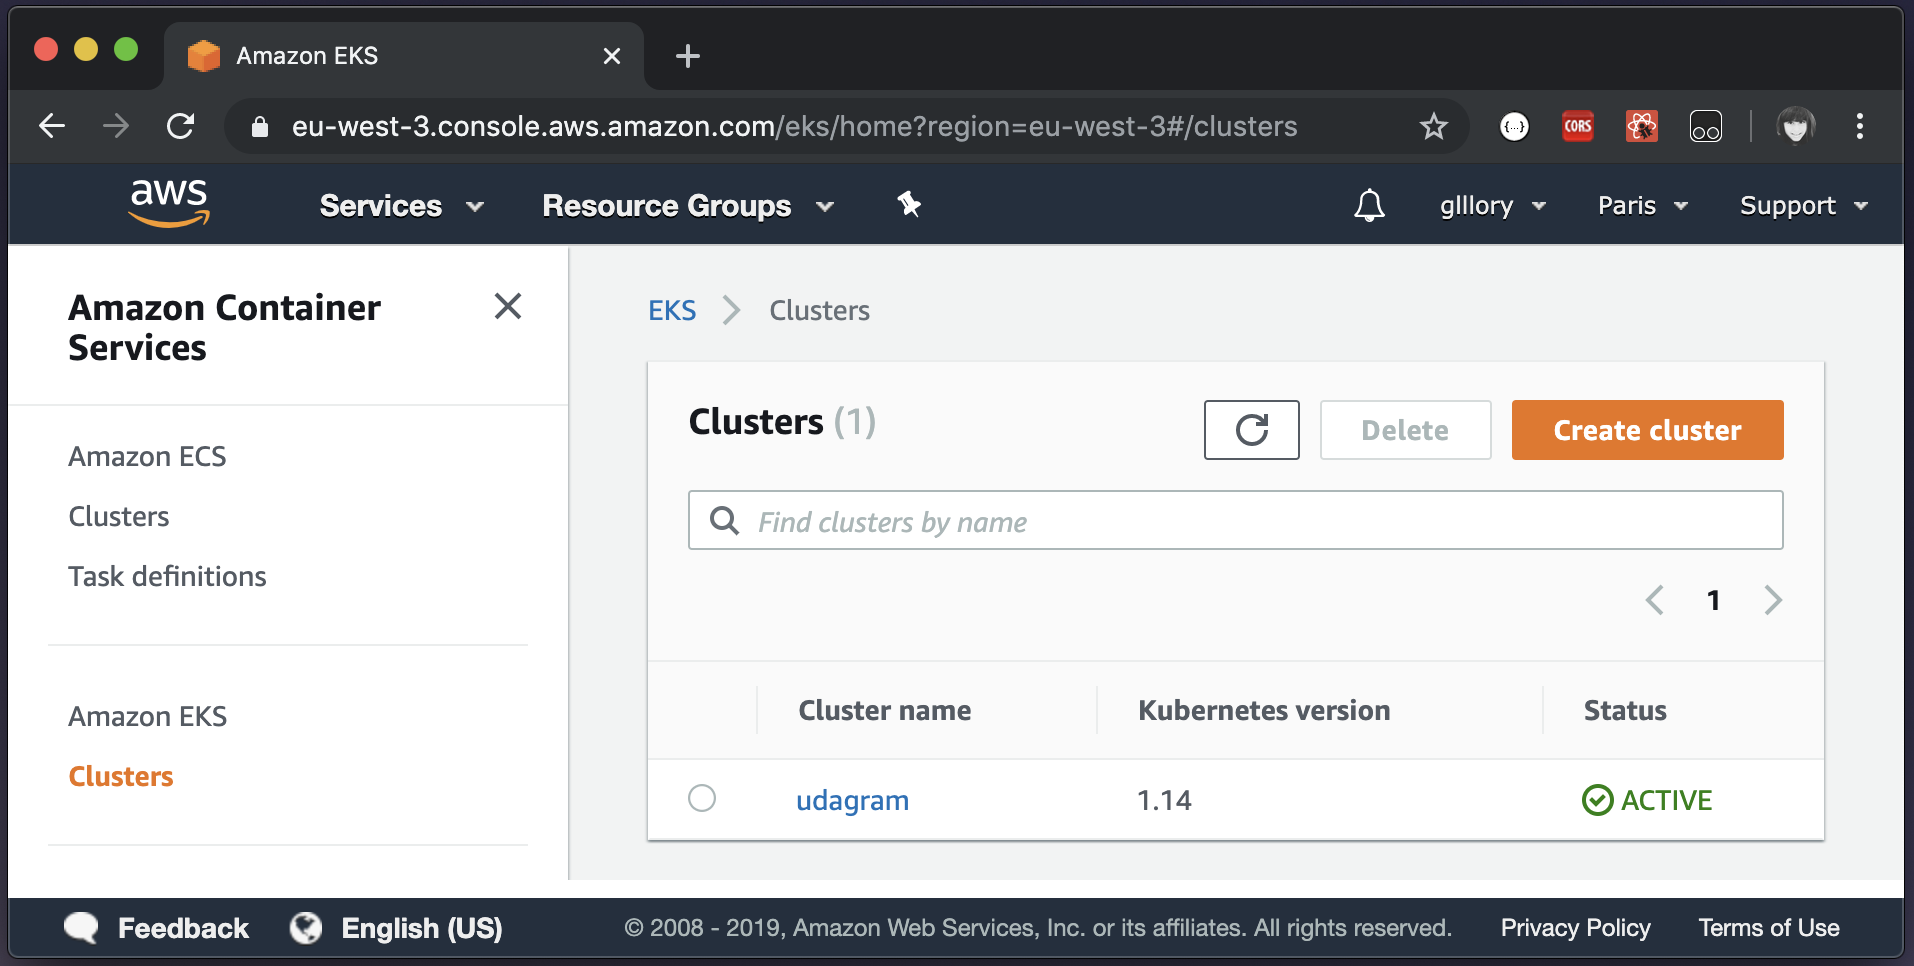 Amazon EKS
eu-west-3.console.aws.amazon.com/eks/home?region=eu-west-3#/clusters
{...}
CORS
aws
Services
Resource Groups
glllory
Paris
Support
Amazon Container
Services
Amazon ECS
Clusters
Task definitions
Amazon EKS
Clusters
EKS
Clusters
Clusters (1)
Delete
Create cluster
Find clusters by name
1
Cluster name
Kubernetes version
Status
udagram
1.14
ACTIVE
Feedback
English (US)
© 2008 - 2019, Amazon Web Services, Inc. or its affiliates. All rights reserved.
Privacy Policy
Terms of Use